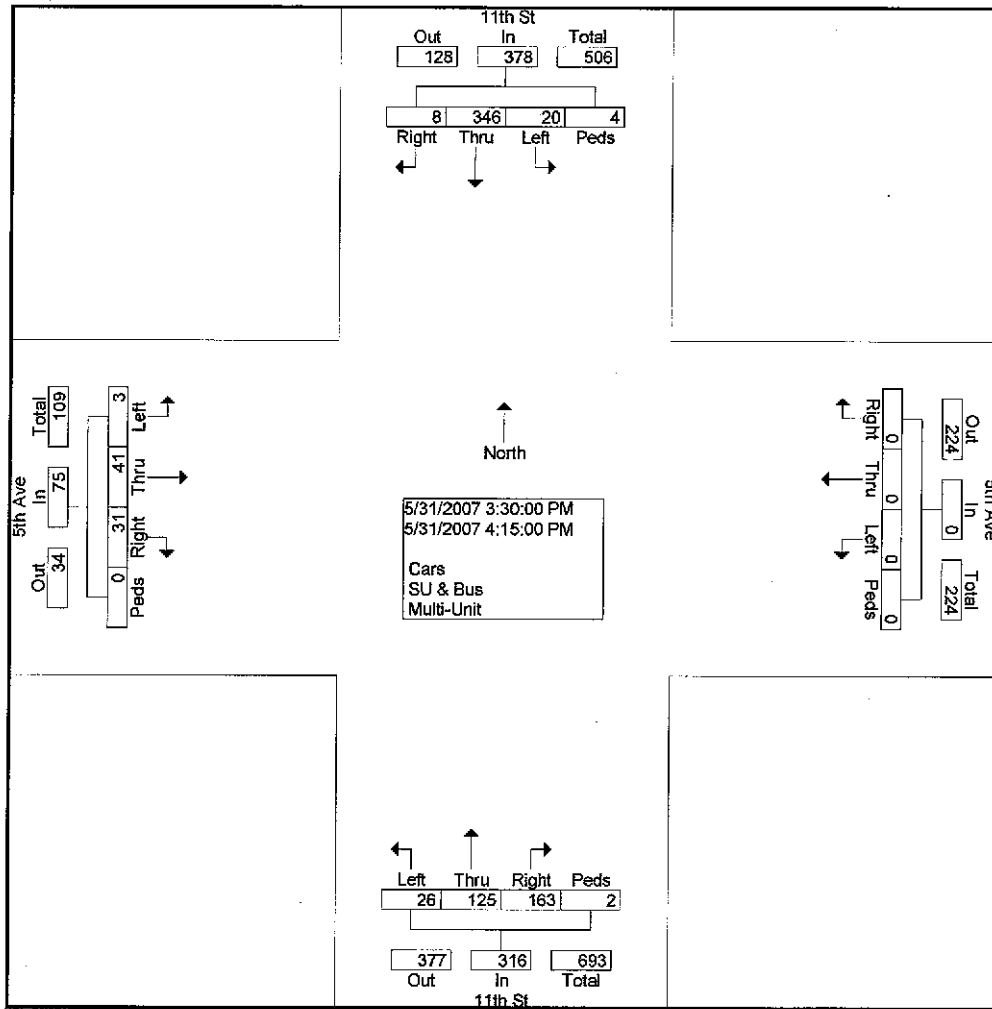 11th St
Out In Total
128 378 506
8 346 20 4
Right Thru Left Peds
North
5/31/2007 3:30:00 PM
5/31/2007 4:15:00 PM
Cars
SU & Bus
Multi-Unit
5th Ave
Total In Out
109 75 34
3 41 31 0
Left Thru Right Peds
Right Thru Left Peds
0 0 0 0
Out In Total
224 0 224
5th Ave
Left Thru Right Peds
26 125 163 2
377 316 693
Out In Total
11th St